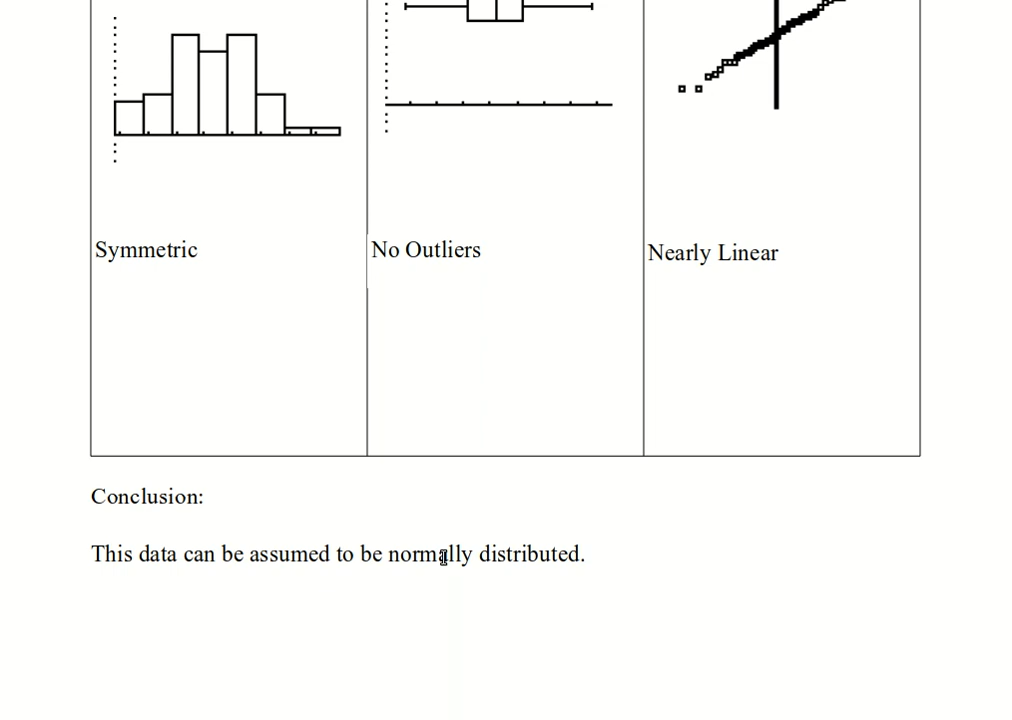 Symmetric
No Outliers
Nearly Linear
Conclusion:
This data can be assumed to be normally distributed.